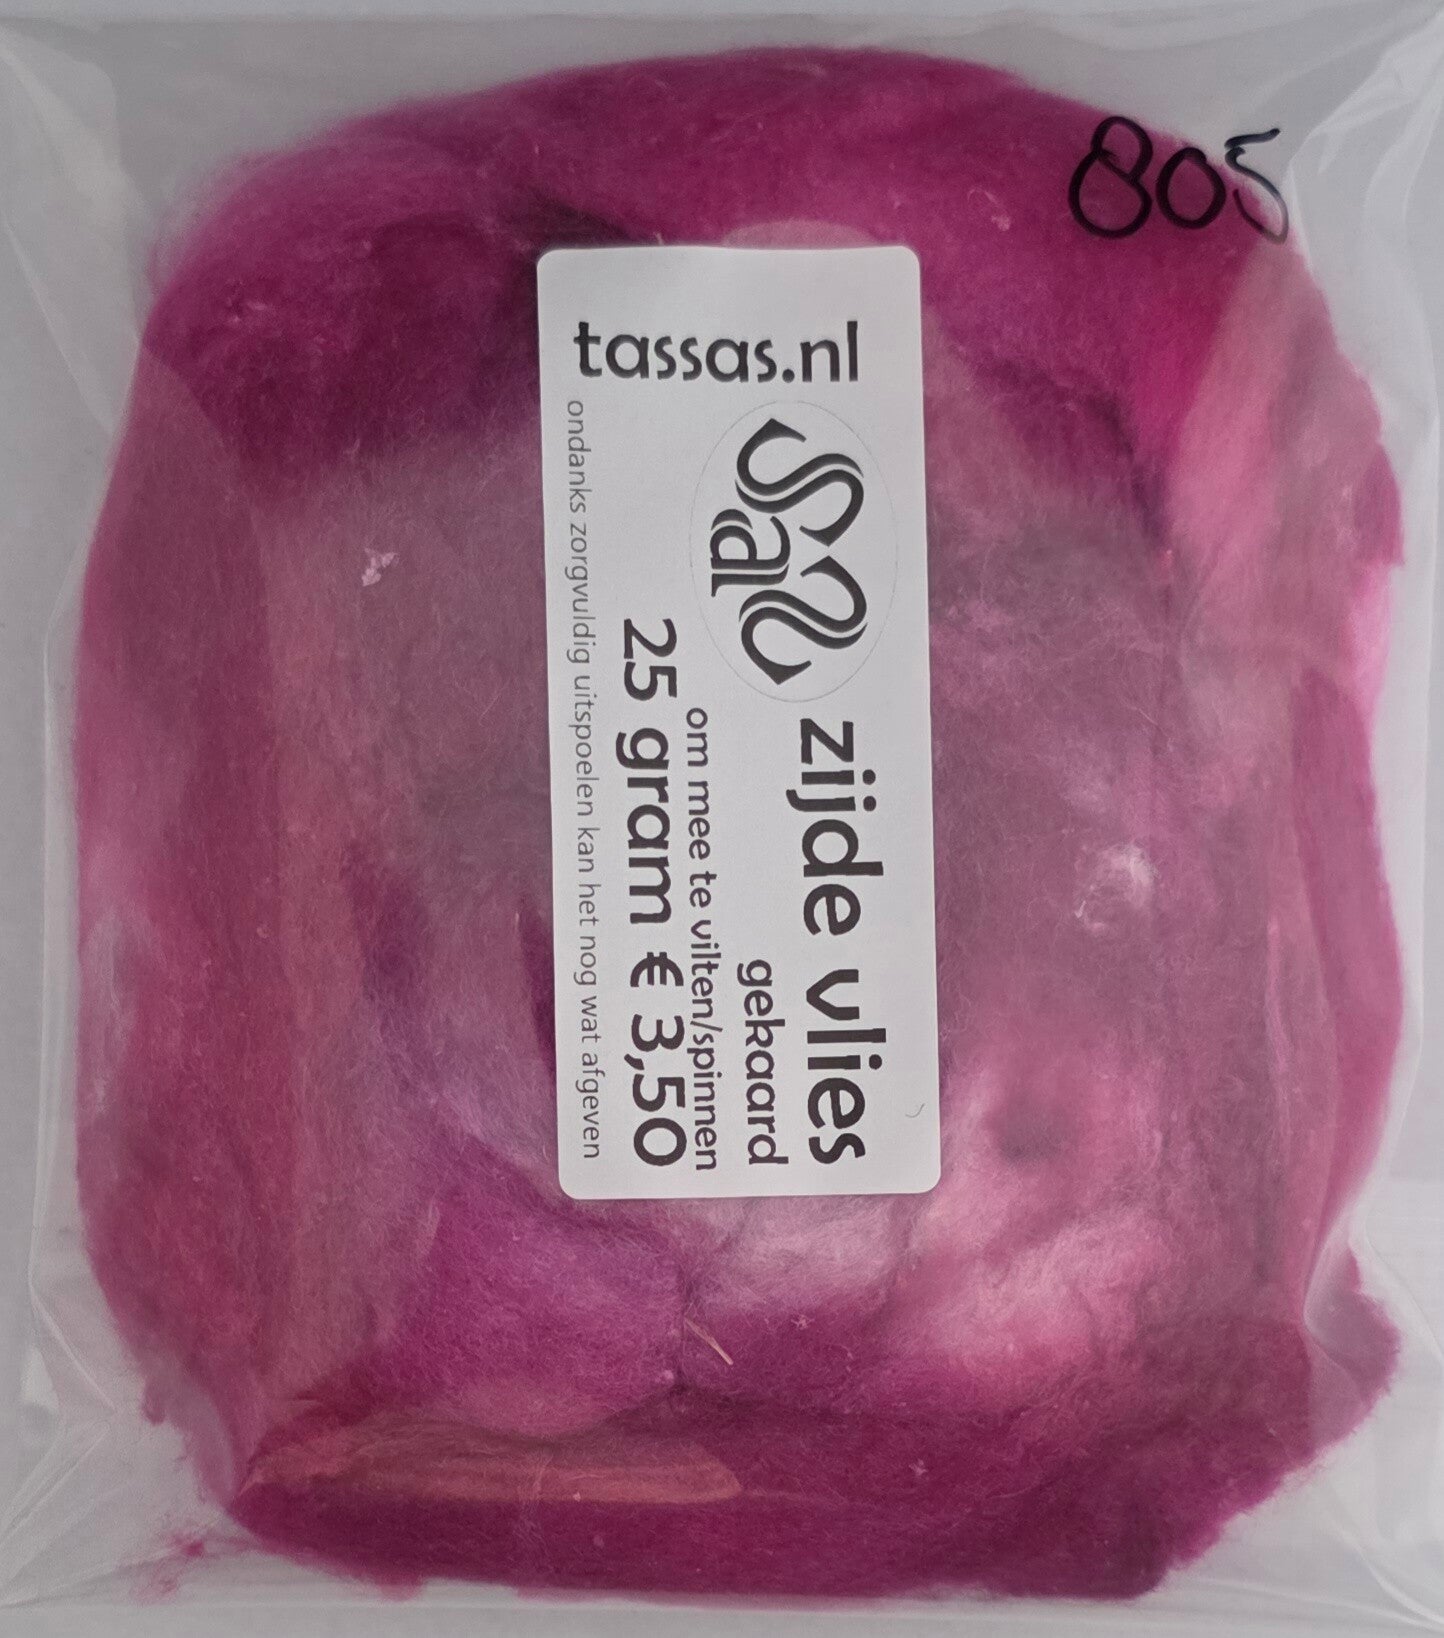 805
tassas.nl
Sas
zijde vlies
gekaard
om mee te vilten/spinnen
25 gram € 3,50
ondanks zorgvuldig uitspoelen kan het nog wat afgeven